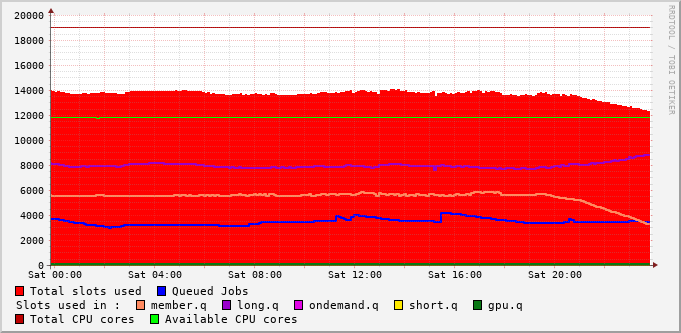 20000
18000
16000
14000
12000
10000
8000
6000
4000
2000
0
Sat 00:00 Sat 04:00 Sat 08:00 Sat 12:00 Sat 16:00 Sat 20:00
Total slots used Queued Jobs
Slots used in : member.q long.q ondemand.q short.q gpu.q
Total CPU cores Available CPU cores
RRDTOOL / TOBI OETIKER